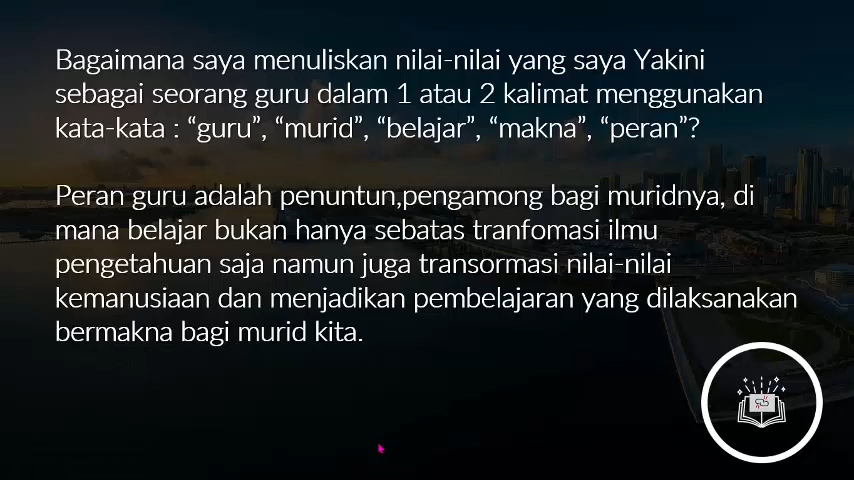 Bagaimana saya menuliskan nilai-nilai yang saya Yakini
sebagai seorang guru dalam 1 atau 2 kalimat menggunakan
kata-kata : “guru”, “murid”, “belajar”, “makna”, “peran”?
Peran guru adalah penuntun,pengamong bagi muridnya, di
mana belajar bukan hanya sebatas tranfomasi ilmu
pengetahuan saja namun juga transormasi nilai-nilai
kemanusiaan dan menjadikan pembelajaran yang dilaksanakan
bermakna bagi murid kita.